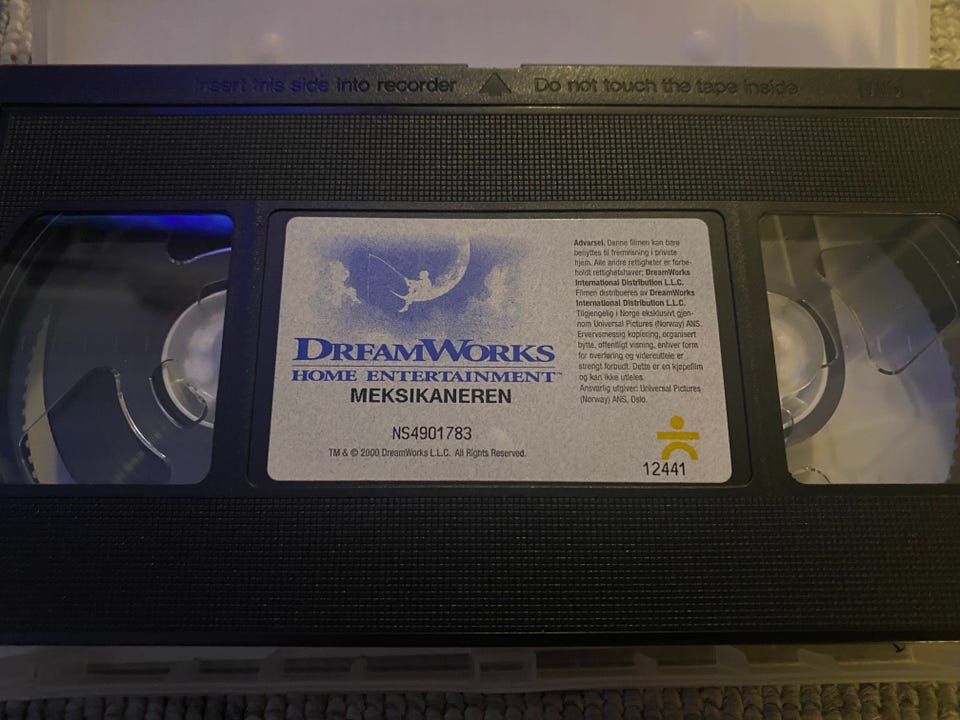 Insert this side into recorder ▲ Do not touch the tape inside VHS
DREAMWORKS
HOME ENTERTAINMENT™
MEKSIKANEREN
NS4901783
TM & © 2000 DreamWorks L.L.C. All Rights Reserved.
Advarsel. Denne filmen kan bare
benyttes til fremvisning i private
hjem. Alle andre rettigheter er forbe-
holdt rettighetshaver; DreamWorks
International Distribution L.L.C.
Filmen distribueres av DreamWorks
International Distribution L.L.C.
Tilgjengelig i Norge eksklusivt gjen-
nom Universal Pictures (Norway) ANS.
Ervervsmessig kopiering, organisert
bytte, offentligt visning, enhver form
for overføring og videreutleie er
strengt forbudt. Dette er en kjøpefilm
og kan ikke utleies.
Ansvarlig utgiver: Universal Pictures
(Norway) ANS, Oslo.
12441